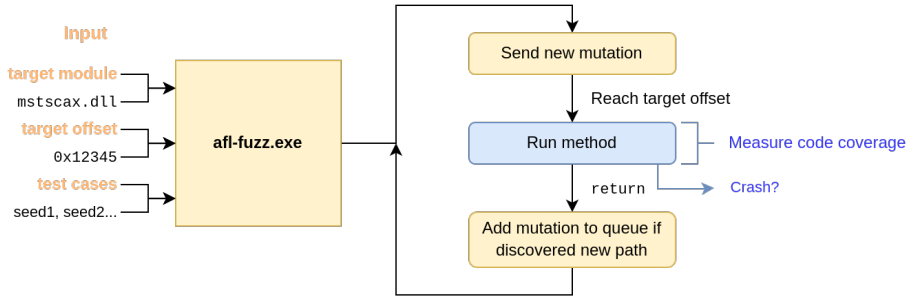 Input
target module
mstscax.dll
target offset
0x12345
test cases
seed1, seed2...
afl-fuzz.exe
Send new mutation
Reach target offset
Run method
Measure code coverage
return
Crash?
Add mutation to queue if
discovered new path